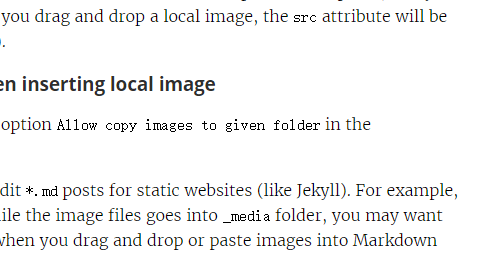 you drag and drop a local image, the src attribute will be
.
en inserting local image
option Allow copy images to given folder in the
dit *.md posts for static websites (like Jekyll). For example,
ile the image files goes into _media folder, you may want
when you drag and drop or paste images into Markdown